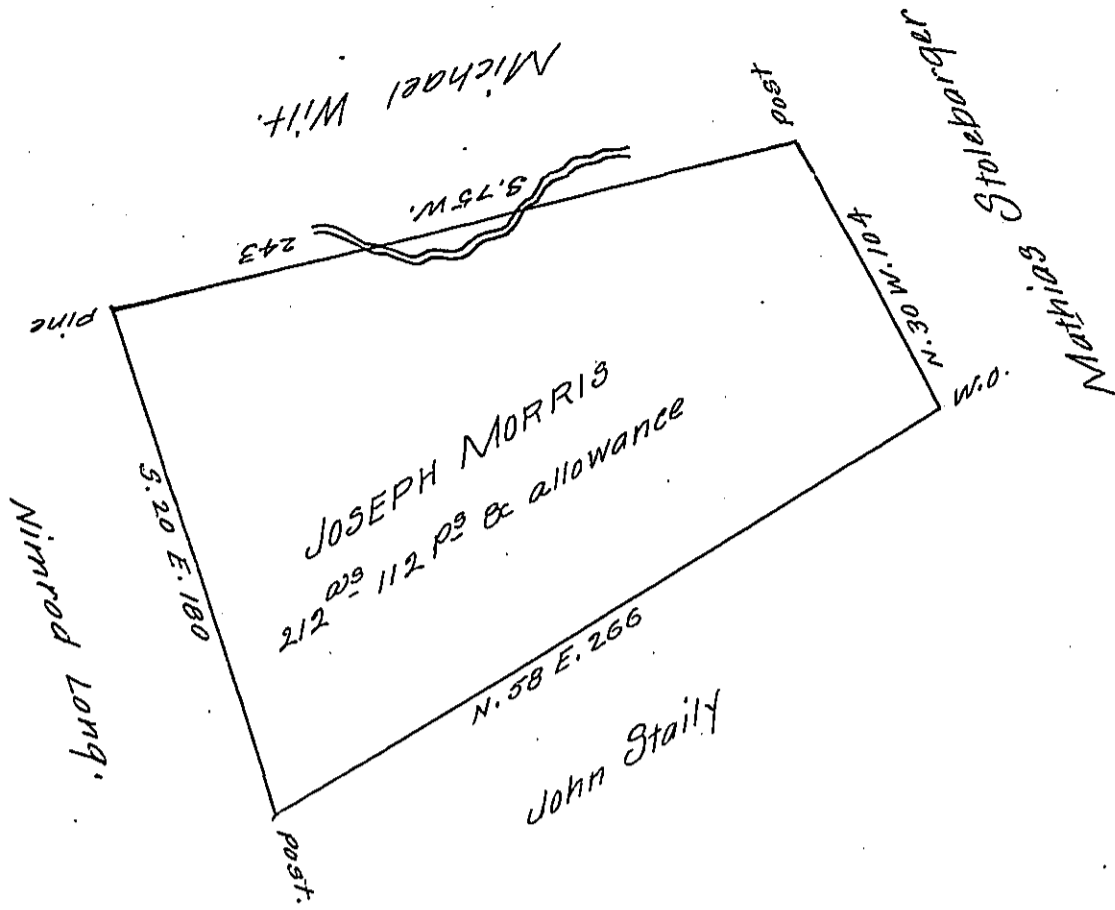 Michael Wilt.
post
Mathias Stolebarger
S.75W.
243
Pine
N.30 W.104
W.O.
JOSEPH MORRIS
212 as 112 ps & allowance
S.20 E.180
Nimrod Long.
N.58 E.266
John Staily
post.